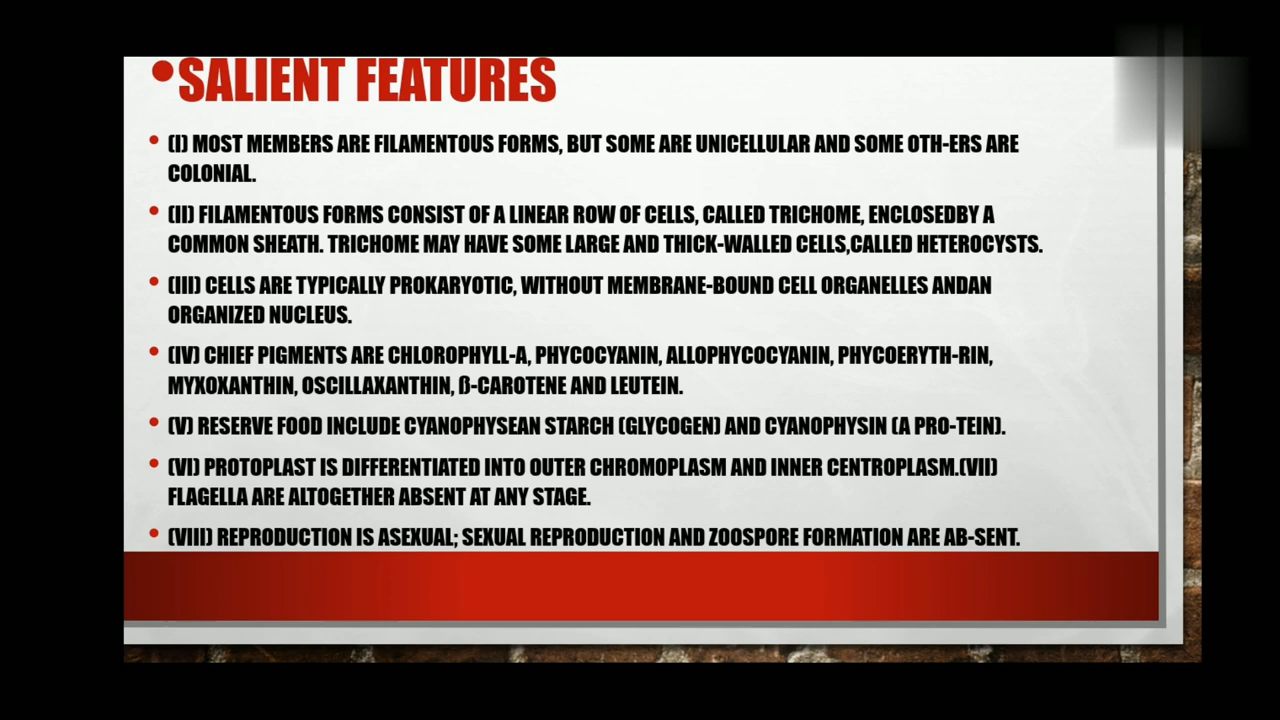 •SALIENT FEATURES
• (I) MOST MEMBERS ARE FILAMENTOUS FORMS, BUT SOME ARE UNICELLULAR AND SOME OTH-ERS ARE
COLONIAL.
• (II) FILAMENTOUS FORMS CONSIST OF A LINEAR ROW OF CELLS, CALLED TRICHOME, ENCLOSEDBY A
COMMON SHEATH. TRICHOME MAY HAVE SOME LARGE AND THICK-WALLED CELLS,CALLED HETEROCYSTS.
• (III) CELLS ARE TYPICALLY PROKARYOTIC, WITHOUT MEMBRANE-BOUND CELL ORGANELLES ANDAN
ORGANIZED NUCLEUS.
• (IV) CHIEF PIGMENTS ARE CHLOROPHYLL-A, PHYCOCYANIN, ALLOPHYCOCYANIN, PHYCOERYTH-RIN,
MYXOXANTHIN, OSCILLAXANTHIN, ß-CAROTENE AND LEUTEIN.
• (V) RESERVE FOOD INCLUDE CYANOPHYSEAN STARCH (GLYCOGEN) AND CYANOPHYSIN (A PRO-TEIN).
• (VI) PROTOPLAST IS DIFFERENTIATED INTO OUTER CHROMOPLASM AND INNER CENTROPLASM.(VII)
FLAGELLA ARE ALTOGETHER ABSENT AT ANY STAGE.
• (VIII) REPRODUCTION IS ASEXUAL; SEXUAL REPRODUCTION AND ZOOSPORE FORMATION ARE AB-SENT.